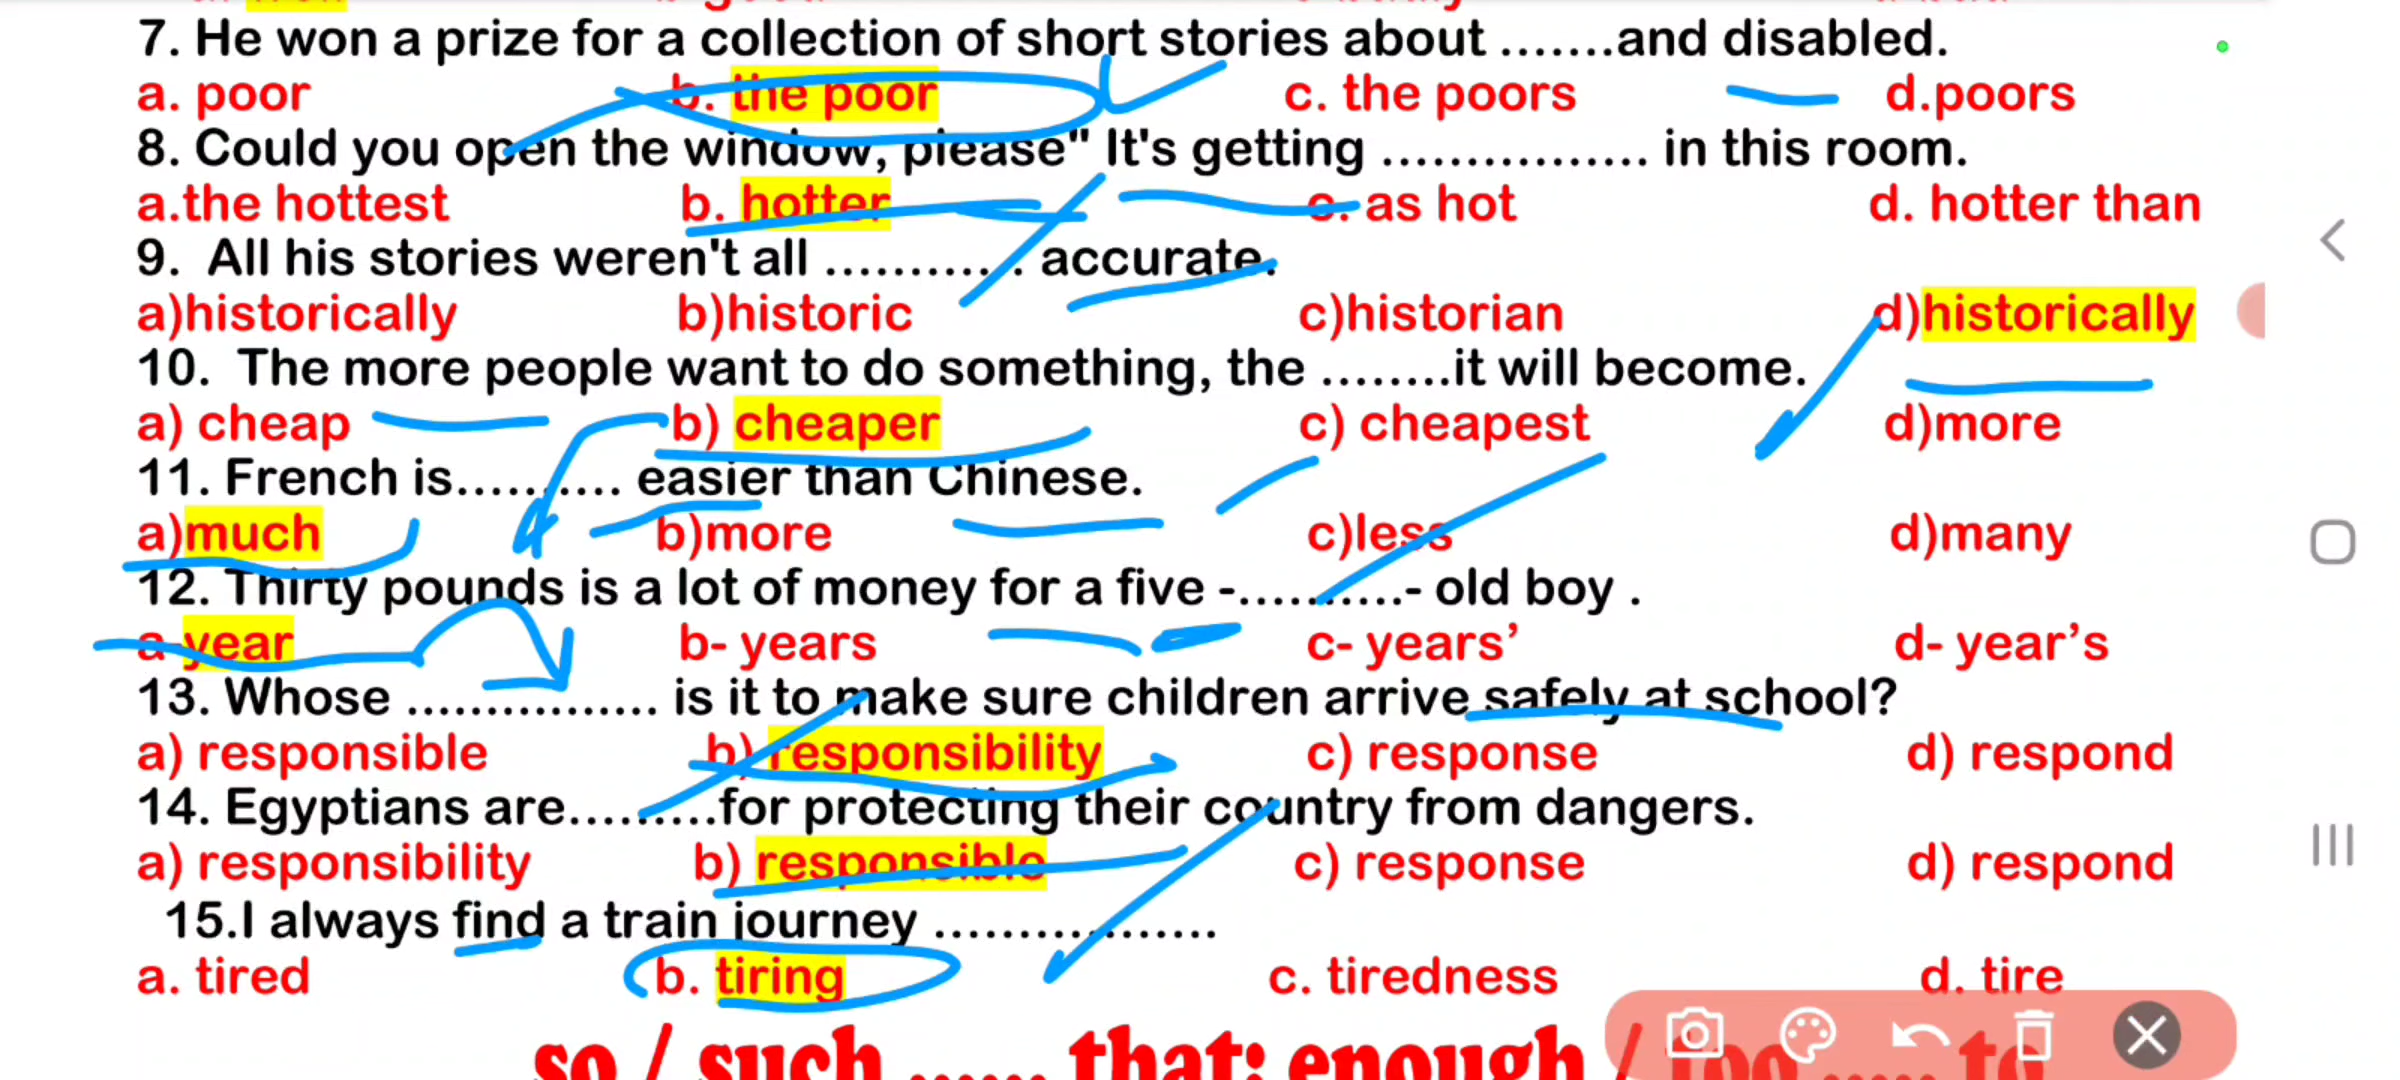 7. He won a prize for a collection of short stories about .......and disabled.
a. poor b. the poor c. the poors d.poors
8. Could you open the window, please" It's getting ................ in this room.
a.the hottest b. hotter c. as hot d. hotter than
9. All his stories weren't all ............ accurate.
a)historically b)historic c)historian d)historically
10. The more people want to do something, the ........it will become.
a) cheap b) cheaper c) cheapest d)more
11. French is.......... easier than Chinese.
a)much b)more c)less d)many
12. Thirty pounds is a lot of money for a five -..........- old boy .
a-year b- years c- years’ d- year’s
13. Whose ............... is it to make sure children arrive safely at school?
a) responsible b) responsibility c) response d) respond
14. Egyptians are.........for protecting their country from dangers.
a) responsibility b) responsible c) response d) respond
15.I always find a train journey .................
a. tired b. tiring c. tiredness d. tire
so / such ...... that: enough / too ..... to